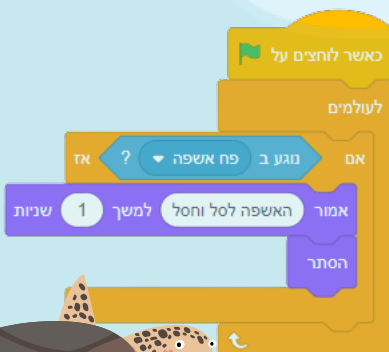 כאשר לוחצים על
לעולמים
אם נוגע ב פח אשפה ? אז
אמור האשפה לסל וחסל למשך 1 שניות
הסתר